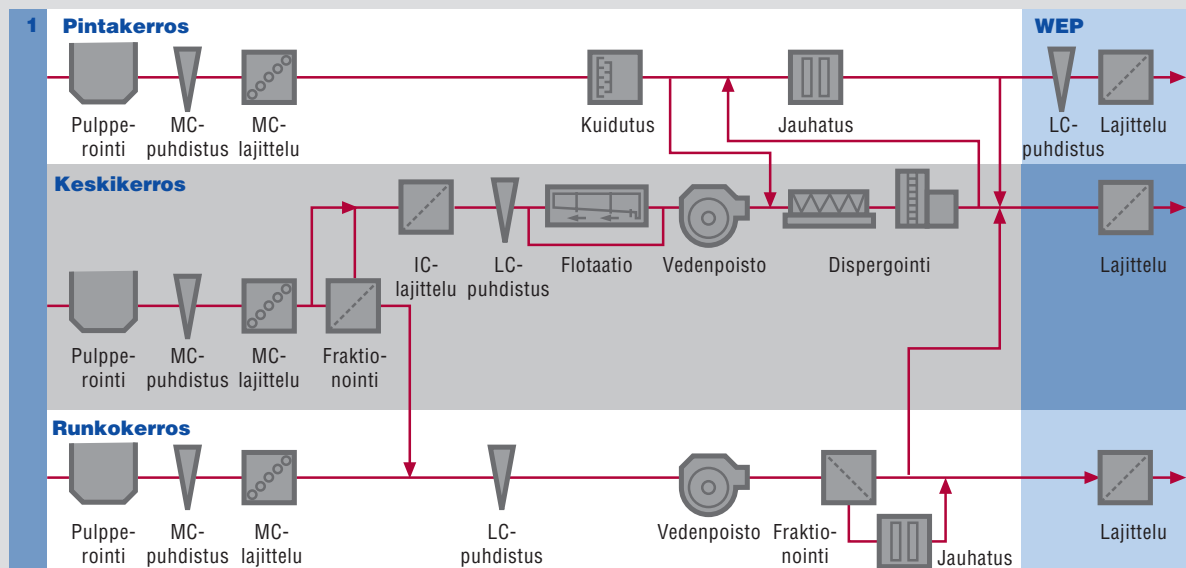 1
Pintakerros
WEP
Pulppe-
rointi
MC-
puhdistus
MC-
lajittelu
Kuidutus
Jauhatus
LC-
puhdistus
Lajittelu
Keskikerros
IC-
lajittelu
LC-
puhdistus
Flotaatio
Vedenpoisto
Dispergointi
Lajittelu
Pulppe-
rointi
MC-
puhdistus
MC-
lajittelu
Fraktio-
nointi
Runkokerros
Pulppe-
rointi
MC-
puhdistus
MC-
lajittelu
LC-
puhdistus
Vedenpoisto
Fraktio-
nointi
Jauhatus
Lajittelu